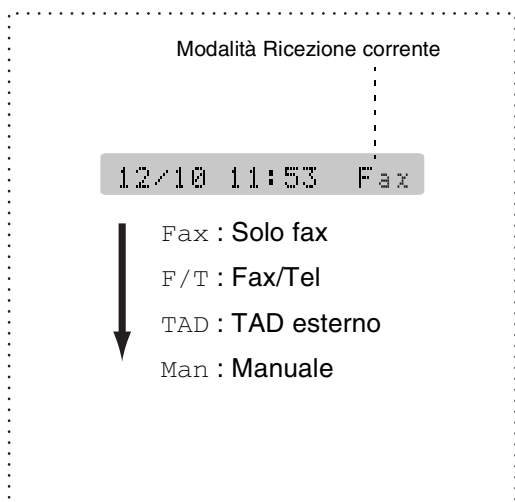 Modalità Ricezione corrente
12/10 11:53 Fax
Fax : Solo fax
F/T : Fax/Tel
TAD : TAD esterno
Man : Manuale